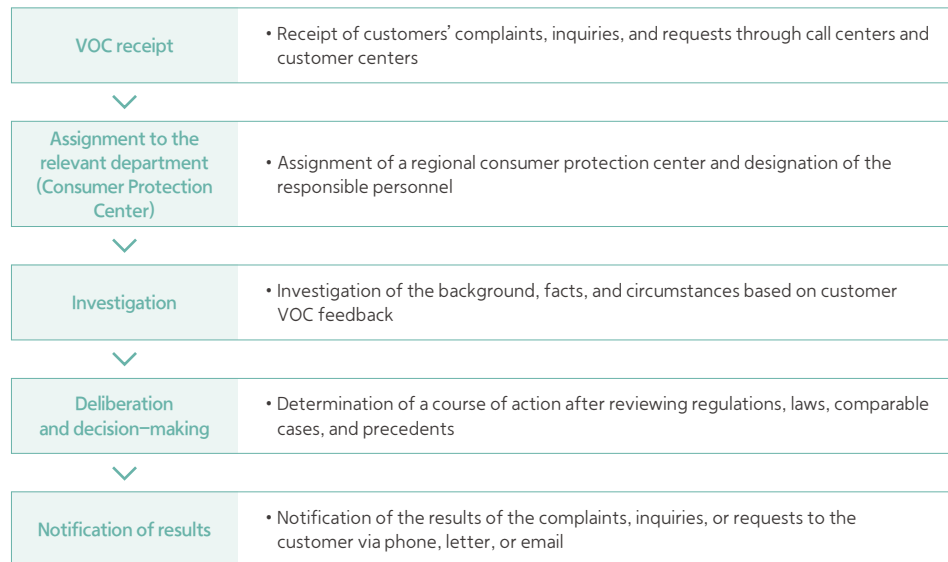 VOC receipt
• Receipt of customers’ complaints, inquiries, and requests through call centers and
customer centers
Assignment to the
relevant department
(Consumer Protection
Center)
• Assignment of a regional consumer protection center and designation of the
responsible personnel
Investigation
• Investigation of the background, facts, and circumstances based on customer
VOC feedback
Deliberation
and decision-making
• Determination of a course of action after reviewing regulations, laws, comparable
cases, and precedents
Notification of results
• Notification of the results of the complaints, inquiries, or requests to the
customer via phone, letter, or email